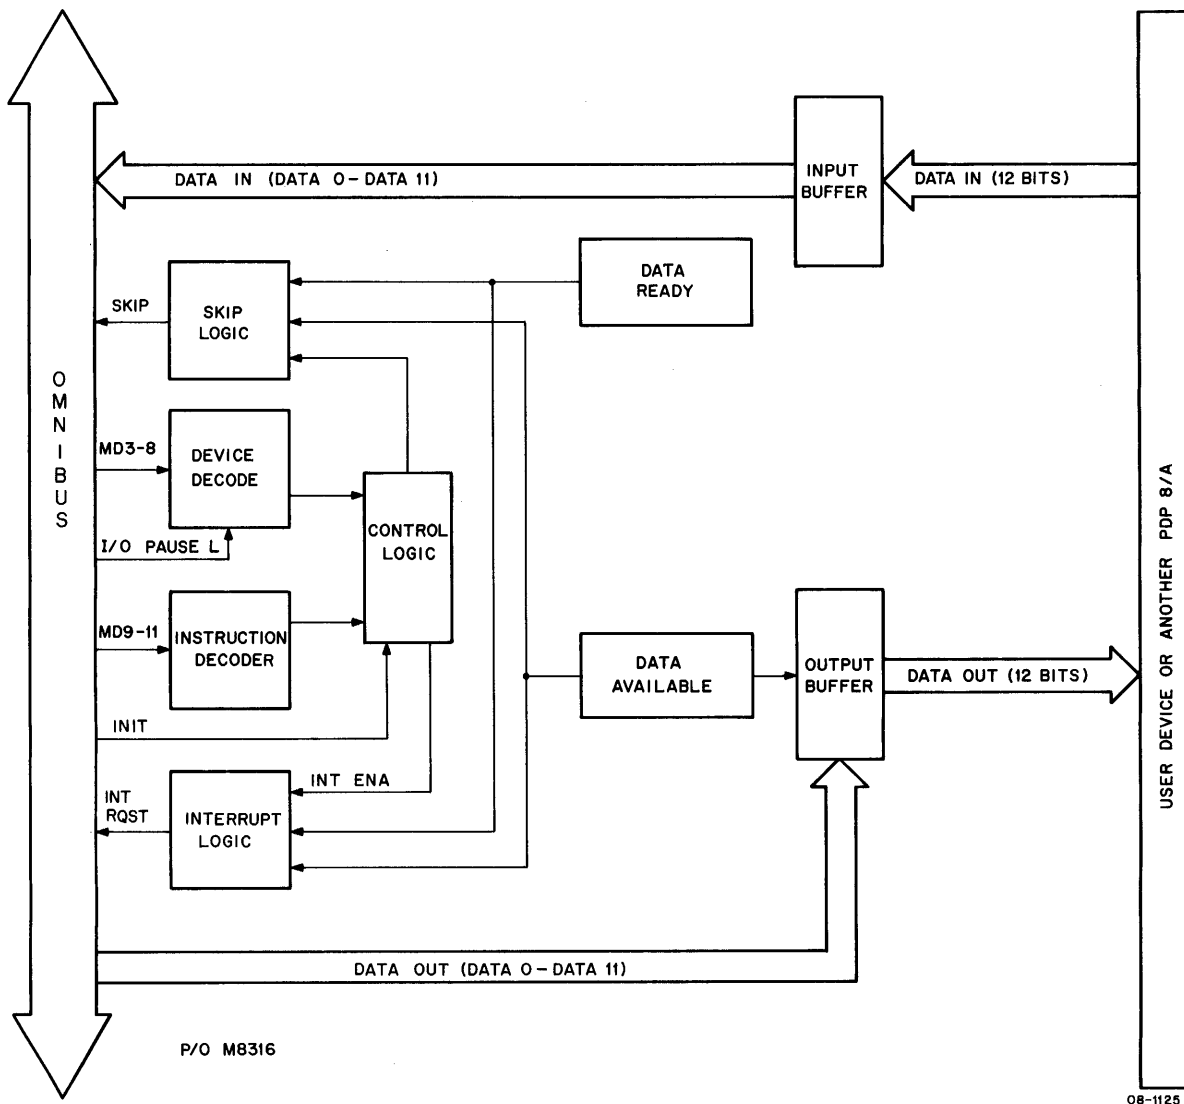 INPUT
BUFFER
DATA IN (DATA 0 – DATA 11)
DATA IN (12 BITS)
DATA
READY
SKIP
SKIP
LOGIC
OMNIBUS
MD3-8
DEVICE
DECODE
I/O PAUSE L
CONTROL
LOGIC
MD9-11
INSTRUCTION
DECODER
DATA
AVAILABLE
OUTPUT
BUFFER
DATA OUT (12 BITS)
USER DEVICE OR ANOTHER PDP 8/A
INIT
INT ENA
INT
RQST
INTERRUPT
LOGIC
DATA OUT (DATA 0 – DATA 11)
P/O M8316
08-1125